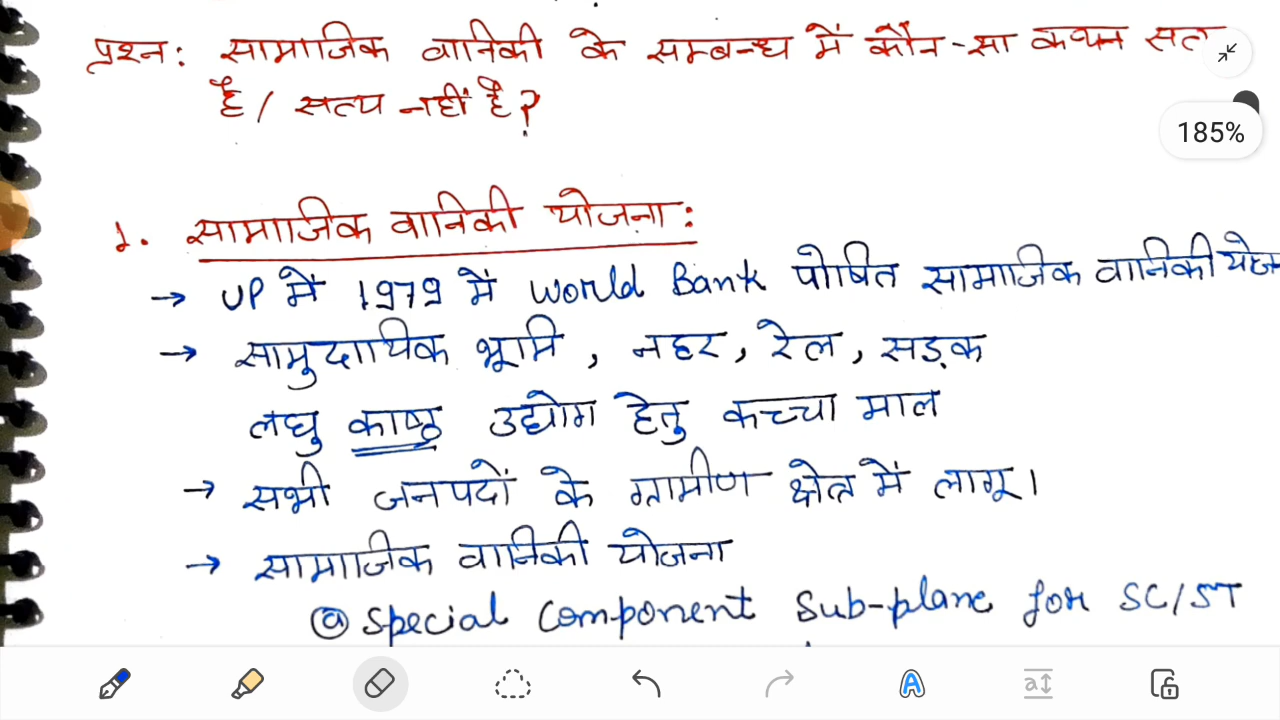 प्रश्न: सामाजिक वानिकी के सम्बन्ध में कौन-सा कथन सत्य
है / सत्य नहीं है?
185%
1. सामाजिक वानिकी योजना:
→ UP में 1979 में World Bank पोषित सामाजिक वानिकी
→ सामुदायिक भूमि, नहर, रेल, सड़क
लघु काष्ठ उद्योग हेतु कच्चा माल
→ सभी जनपदों के ग्रामीण क्षेत्र में लागू।
→ सामाजिक वानिकी योजना
ⓐ Special Component Sub-plane for SC/ST